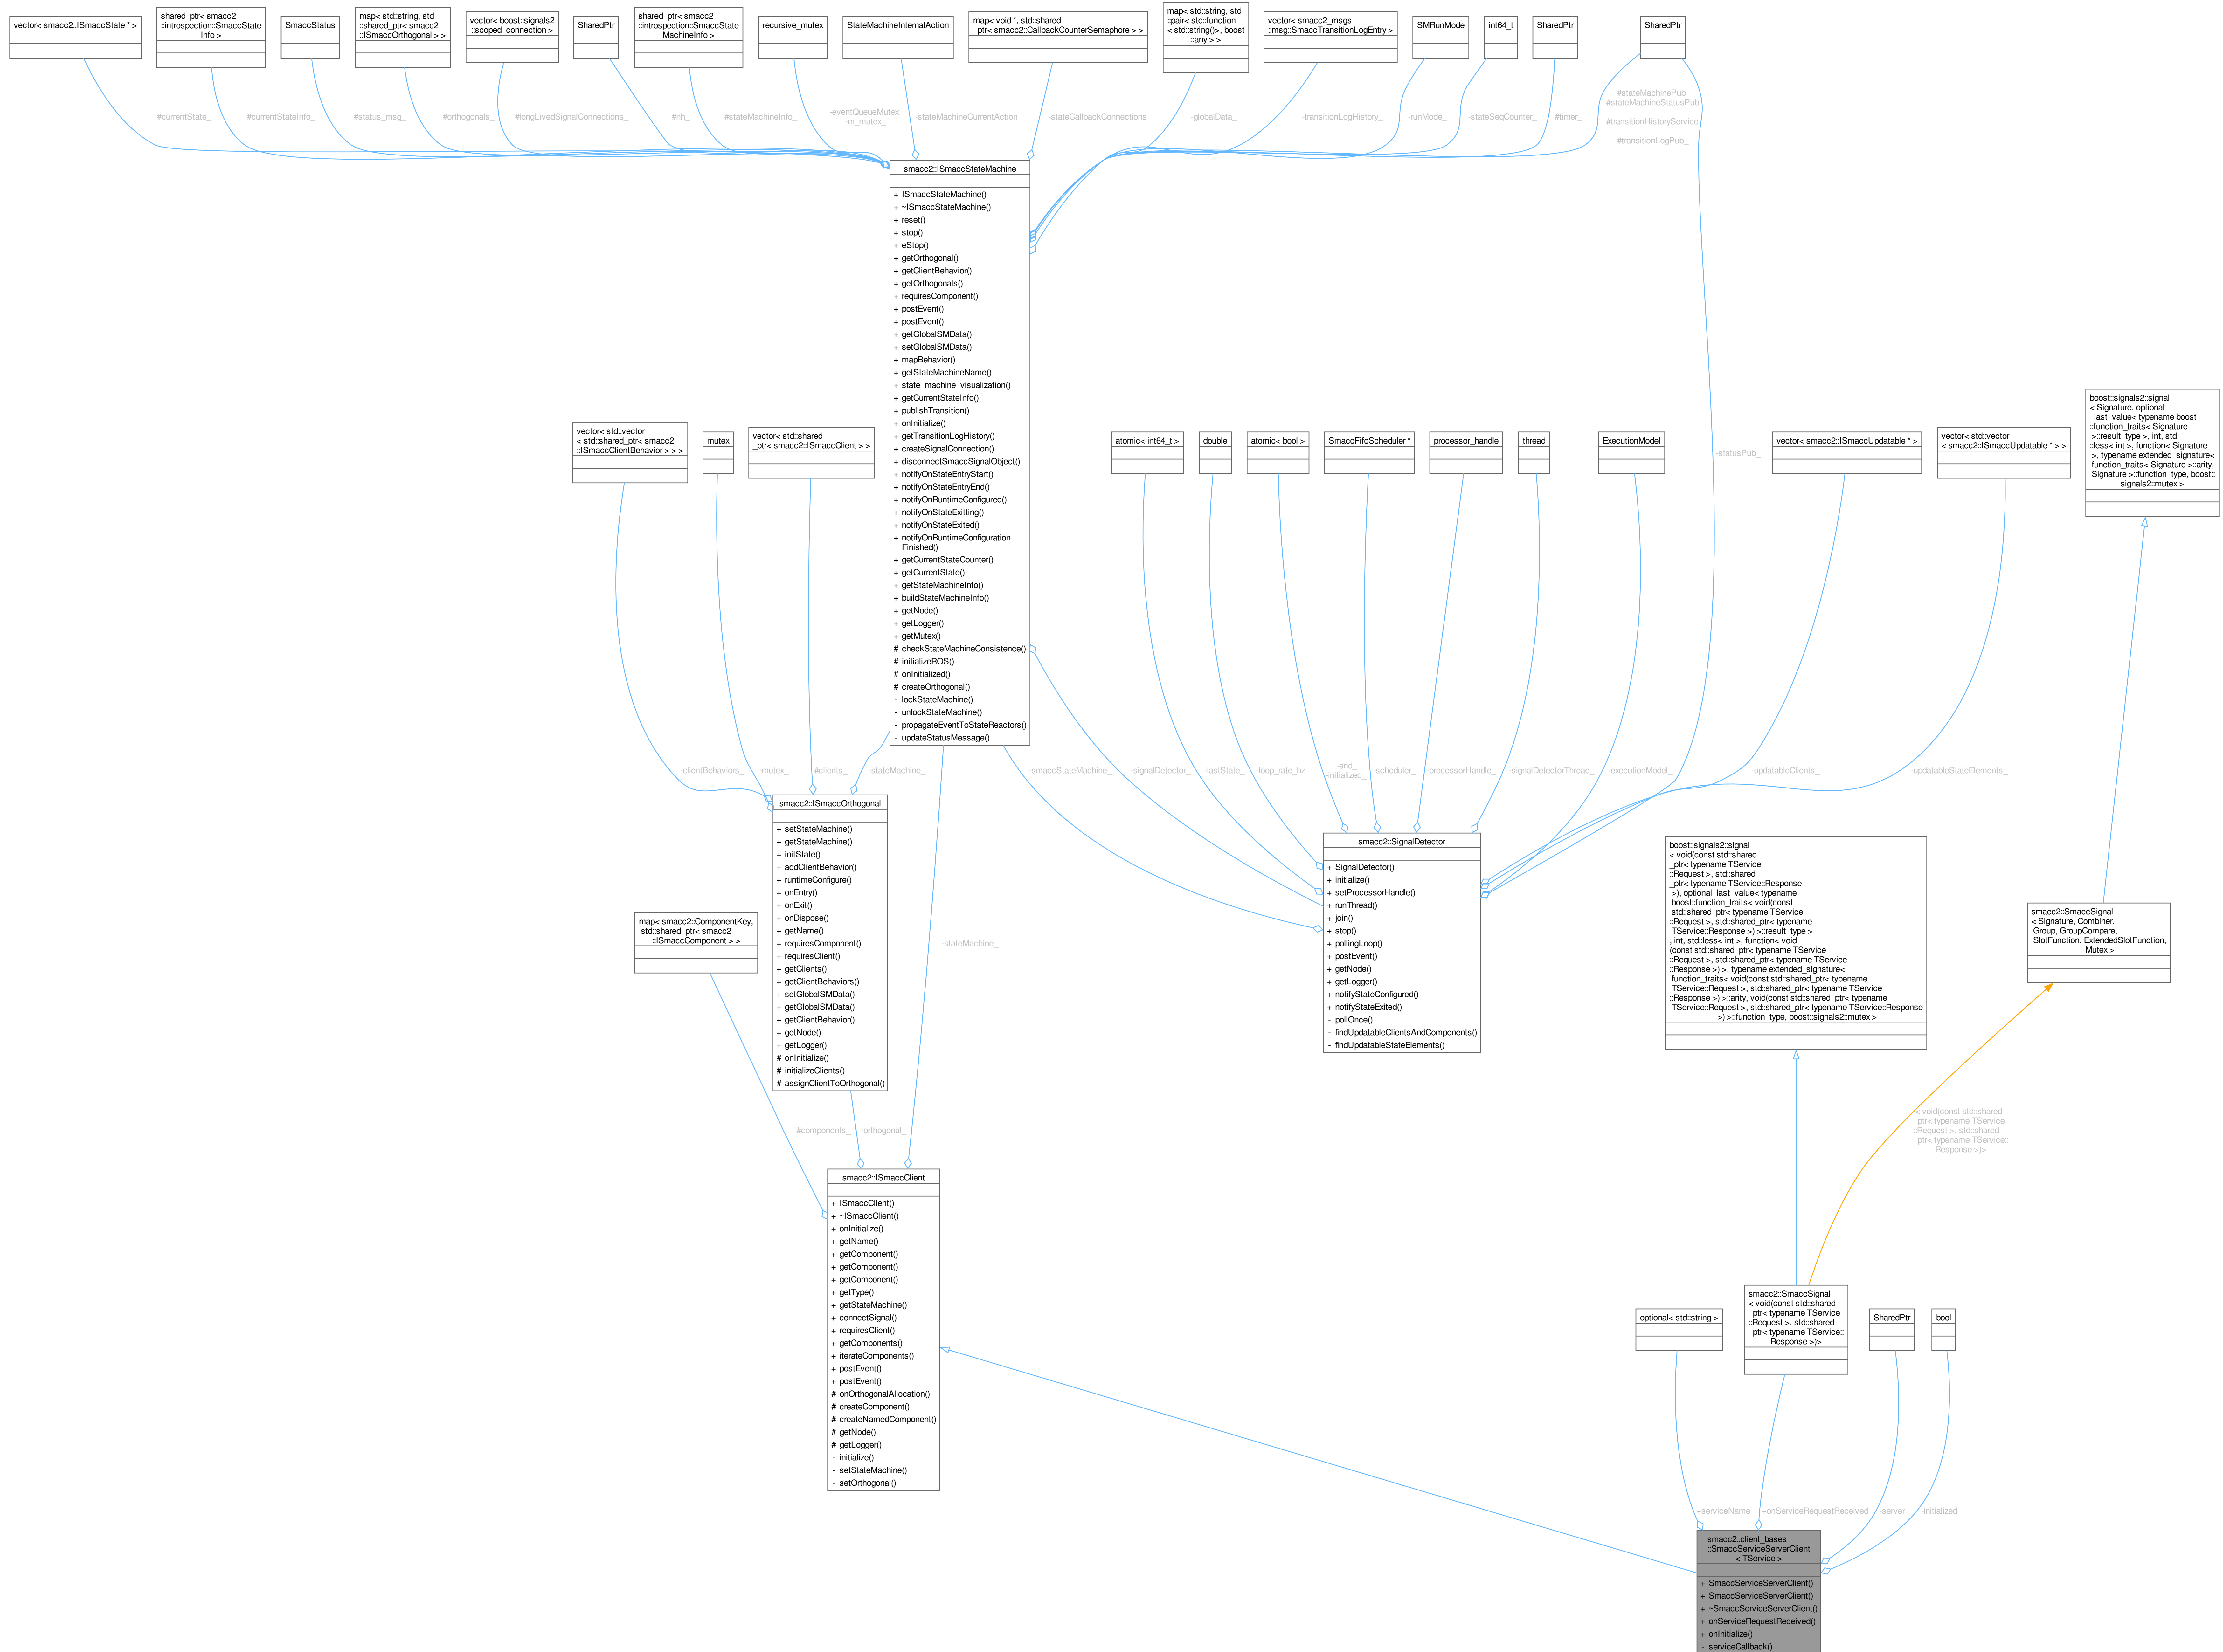 vector< smacc2::ISmaccState * >
shared_ptr< smacc2
::introspection::SmaccState
Info >
SmaccStatus
map< std::string, std
::shared_ptr< smacc2
::ISmaccOrthogonal > >
vector< boost::signals2
::scoped_connection >
SharedPtr
shared_ptr< smacc2
::introspection::SmaccState
MachineInfo >
recursive_mutex
StateMachineInternalAction
map< void *, std::shared
_ptr< smacc2::CallbackCounterSemaphore > >
map< std::string, std
::pair< std::function
< std::string()>, boost
::any > >
vector< smacc2_msgs
::msg::SmaccTransitionLogEntry >
SMRunMode
int64_t
SharedPtr
SharedPtr
#currentState_
#currentStateInfo_
#status_msg_
#orthogonals_
#longLivedSignalConnections_
#nh_
#stateMachineInfo_
-eventQueueMutex_
-m_mutex_
-stateMachineCurrentAction
-stateCallbackConnections
-globalData_
-transitionLogHistory_
-runMode_
-stateSeqCounter_
#timer_
#stateMachinePub_
#stateMachineStatusPub
_
#transitionHistoryService
_
#transitionLogPub_
smacc2::ISmaccStateMachine
+ ISmaccStateMachine()
+ ~ISmaccStateMachine()
+ reset()
+ stop()
+ eStop()
+ getOrthogonal()
+ getClientBehavior()
+ getOrthogonals()
+ requiresComponent()
+ postEvent()
+ postEvent()
+ getGlobalSMData()
+ setGlobalSMData()
+ mapBehavior()
+ getStateMachineName()
+ state_machine_visualization()
+ getCurrentStateInfo()
+ publishTransition()
+ onInitialize()
+ getTransitionLogHistory()
+ createSignalConnection()
+ disconnectSmaccSignalObject()
+ notifyOnStateEntryStart()
+ notifyOnStateEntryEnd()
+ notifyOnRuntimeConfigured()
+ notifyOnStateExitting()
+ notifyOnStateExited()
+ notifyOnRuntimeConfiguration
Finished()
+ getCurrentStateCounter()
+ getCurrentState()
+ getStateMachineInfo()
+ buildStateMachineInfo()
+ getNode()
+ getLogger()
+ getMutex()
# checkStateMachineConsistence()
# initializeROS()
# onInitialized()
# createOrthogonal()
- lockStateMachine()
- unlockStateMachine()
- propagateEventToStateReactors()
- updateStatusMessage()
vector< std::vector
< std::shared_ptr< smacc2
::ISmaccClientBehavior > > >
mutex
vector< std::shared
_ptr< smacc2::ISmaccClient > >
atomic< int64_t >
double
atomic< bool >
SmaccFifoScheduler *
processor_handle
thread
ExecutionModel
-statusPub_
vector< smacc2::ISmaccUpdatable * >
vector< std::vector
< smacc2::ISmaccUpdatable * > >
boost::signals2::signal
< Signature, optional
_last_value< typename boost
::function_traits< Signature
>::result_type >, int, std
::less< int >, function< Signature
>, typename extended_signature<
function_traits< Signature >::arity,
Signature >::function_type, boost::
signals2::mutex >
-clientBehaviors_
-mutex_
#clients_
-stateMachine_
-smaccStateMachine_
-signalDetector_
-lastState_
-loop_rate_hz
-end_
-initialized_
-scheduler_
-processorHandle_
-signalDetectorThread_
-executionModel_
-updatableClients_
-updatableStateElements_
smacc2::ISmaccOrthogonal
+ setStateMachine()
+ getStateMachine()
+ initState()
+ addClientBehavior()
+ runtimeConfigure()
+ onEntry()
+ onExit()
+ onDispose()
+ getName()
+ requiresComponent()
+ requiresClient()
+ getClients()
+ getClientBehaviors()
+ setGlobalSMData()
+ getGlobalSMData()
+ getClientBehavior()
+ getNode()
+ getLogger()
# onInitialize()
# initializeClients()
# assignClientToOrthogonal()
smacc2::SignalDetector
+ SignalDetector()
+ initialize()
+ setProcessorHandle()
+ runThread()
+ join()
+ stop()
+ pollingLoop()
+ postEvent()
+ getNode()
+ getLogger()
+ notifyStateConfigured()
+ notifyStateExited()
- pollOnce()
- findUpdatableClientsAndComponents()
- findUpdatableStateElements()
boost::signals2::signal
< void(const std::shared
_ptr< typename TService
::Request >, std::shared
_ptr< typename TService::Response
>), optional_last_value< typename
boost::function_traits< void(const
std::shared_ptr< typename TService
::Request >, std::shared_ptr< typename
TService::Response >) >::result_type >
, int, std::less< int >, function< void
(const std::shared_ptr< typename TService
::Request >, std::shared_ptr< typename TService
::Response >) >, typename extended_signature<
function_traits< void(const std::shared_ptr< typename
TService::Request >, std::shared_ptr< typename TService
::Response >) >::arity, void(const std::shared_ptr< typename
TService::Request >, std::shared_ptr< typename TService::Response
>) >::function_type, boost::signals2::mutex >
smacc2::SmaccSignal
< Signature, Combiner,
Group, GroupCompare,
SlotFunction, ExtendedSlotFunction,
Mutex >
map< smacc2::ComponentKey,
std::shared_ptr< smacc2
::ISmaccComponent > >
-stateMachine_
#components_
-orthogonal_
< void(const std::shared
_ptr< typename TService
::Request >, std::shared
_ptr< typename TService::
Response >)>
smacc2::ISmaccClient
+ ISmaccClient()
+ ~ISmaccClient()
+ onInitialize()
+ getName()
+ getComponent()
+ getComponent()
+ getComponent()
+ getType()
+ getStateMachine()
+ connectSignal()
+ requiresClient()
+ getComponents()
+ iterateComponents()
+ postEvent()
+ postEvent()
# onOrthogonalAllocation()
# createComponent()
# createNamedComponent()
# getNode()
# getLogger()
- initialize()
- setStateMachine()
- setOrthogonal()
optional< std::string >
smacc2::SmaccSignal
< void(const std::shared
_ptr< typename TService
::Request >, std::shared
_ptr< typename TService::
Response >)>
SharedPtr
bool
+serviceName_
+onServiceRequestReceived_
-server_
-initialized_
smacc2::client_bases
::SmaccServiceServerClient
< TService >
+ SmaccServiceServerClient()
+ SmaccServiceServerClient()
+ ~SmaccServiceServerClient()
+ onServiceRequestReceived()
+ onInitialize()
- serviceCallback()